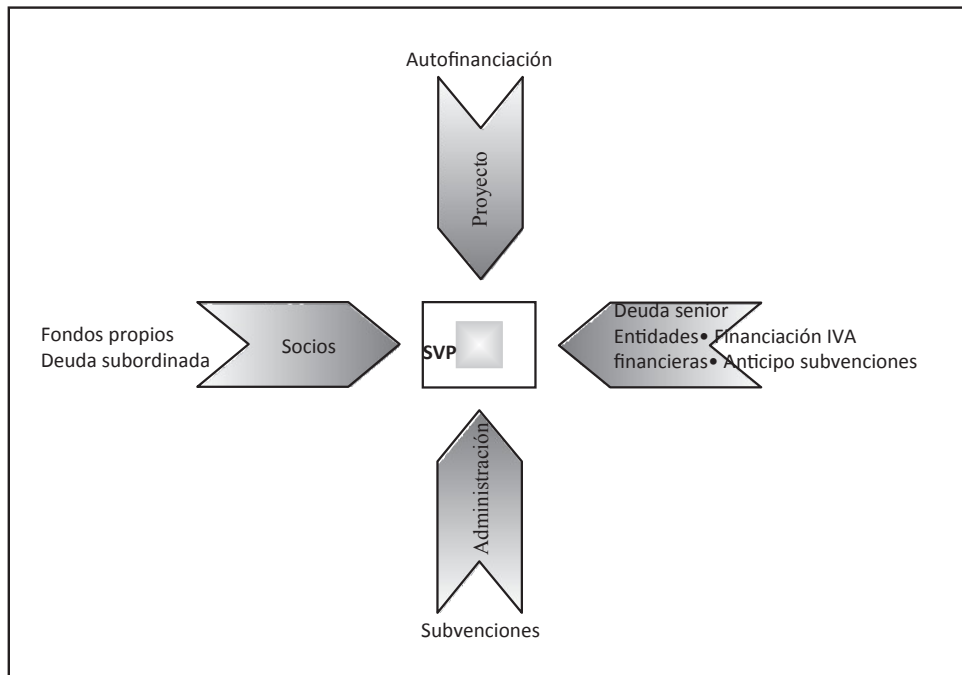 Autofinanciación
Proyecto
Fondos propios
Deuda subordinada
Socios
SVP
Deuda senior
Entidades• Financiación IVA
financieras• Anticipo subvenciones
Administración
Subvenciones